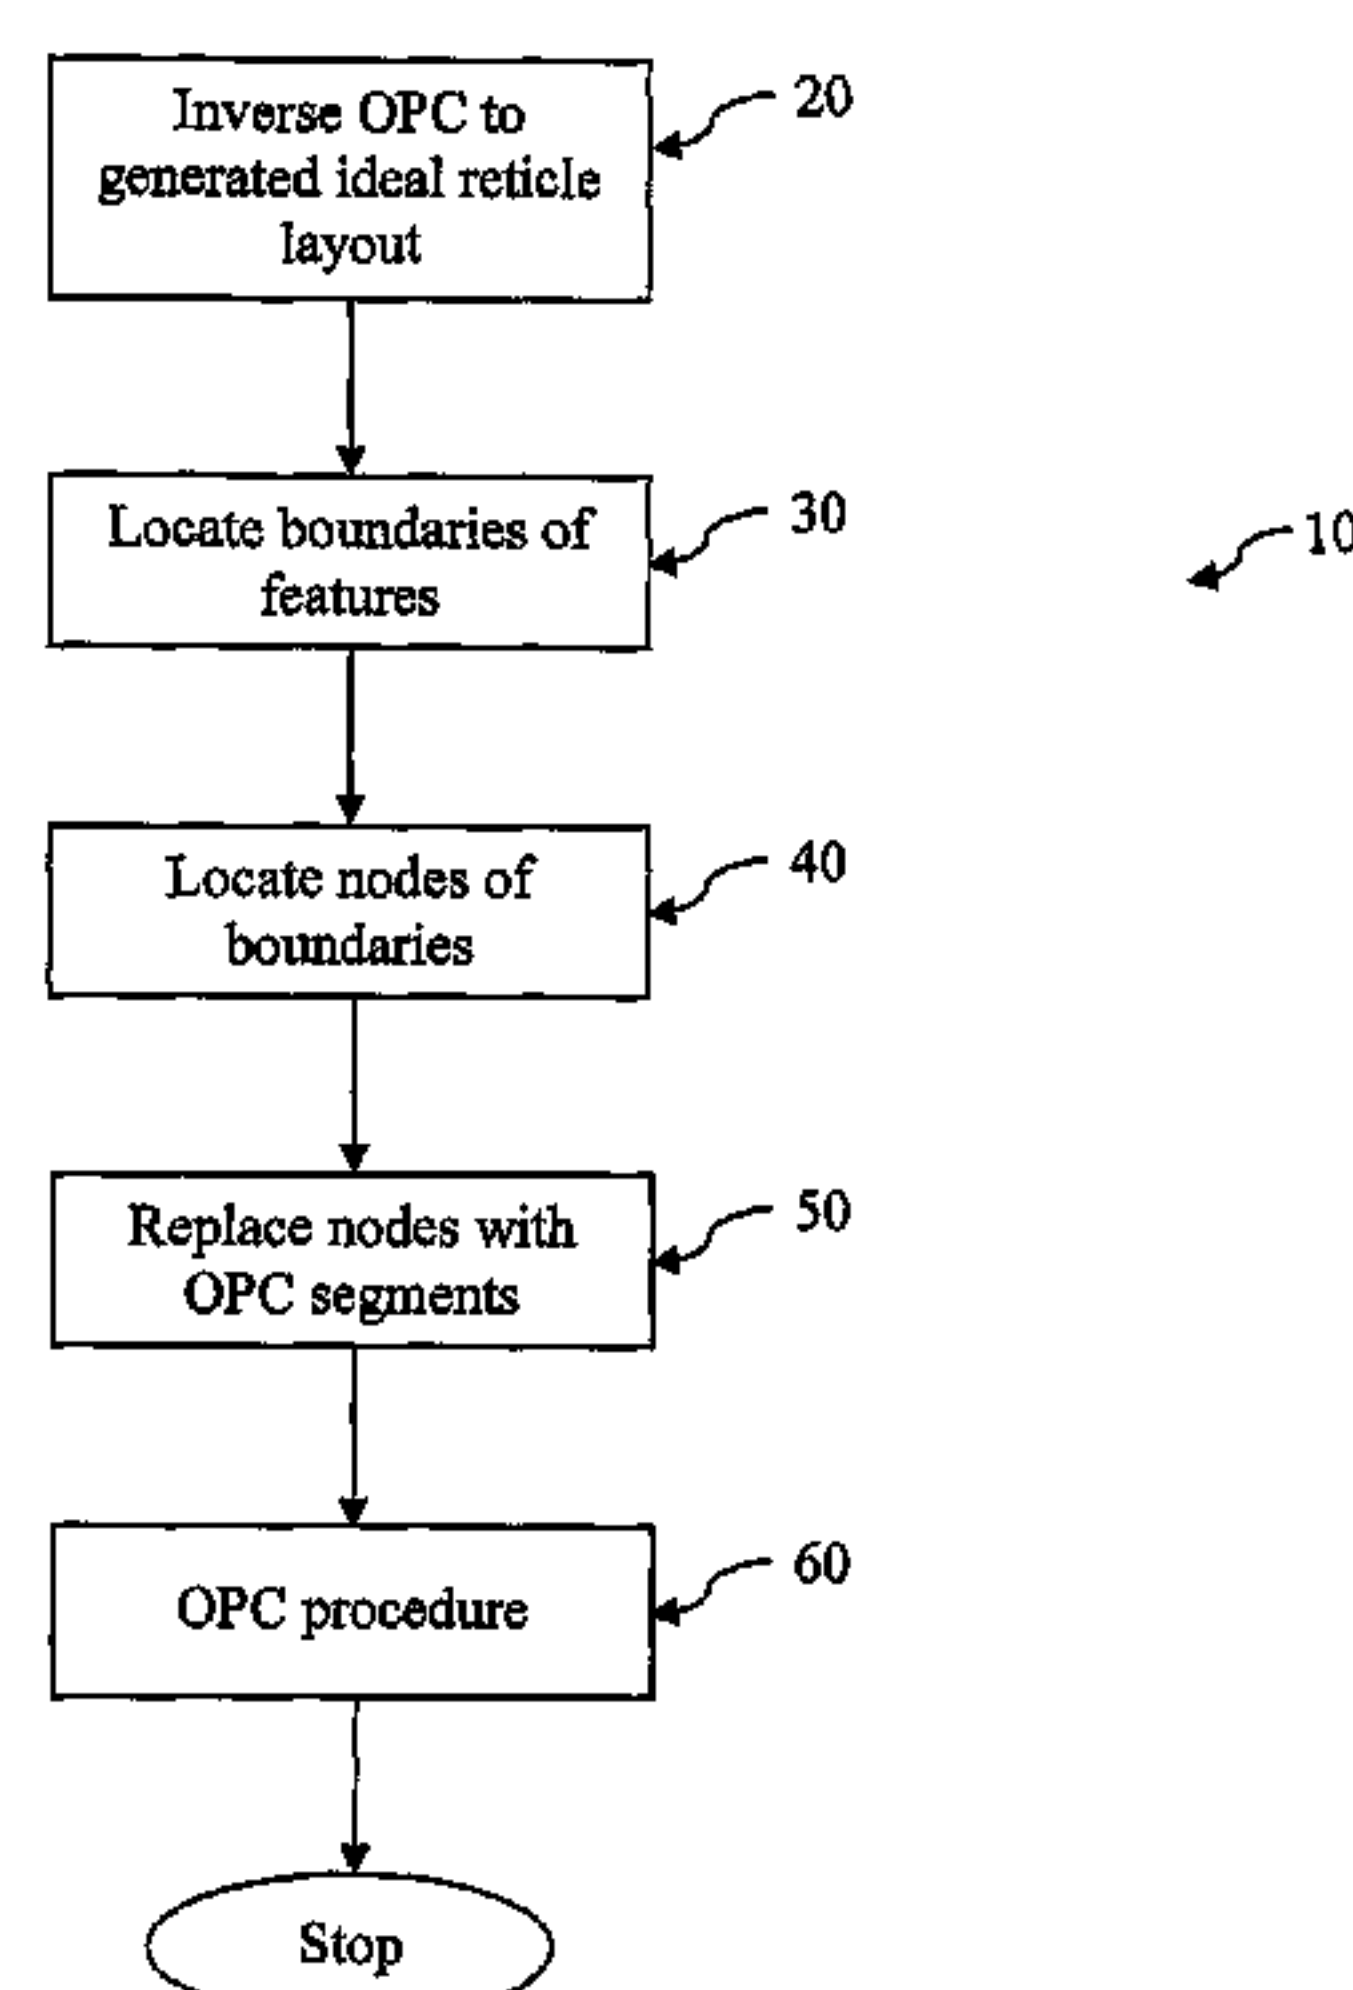 Inverse OPC to
generated ideal reticle
layout
20
Locate boundaries of
features
30
10
Locate nodes of
boundaries
40
Replace nodes with
OPC segments
50
OPC procedure
60
Stop